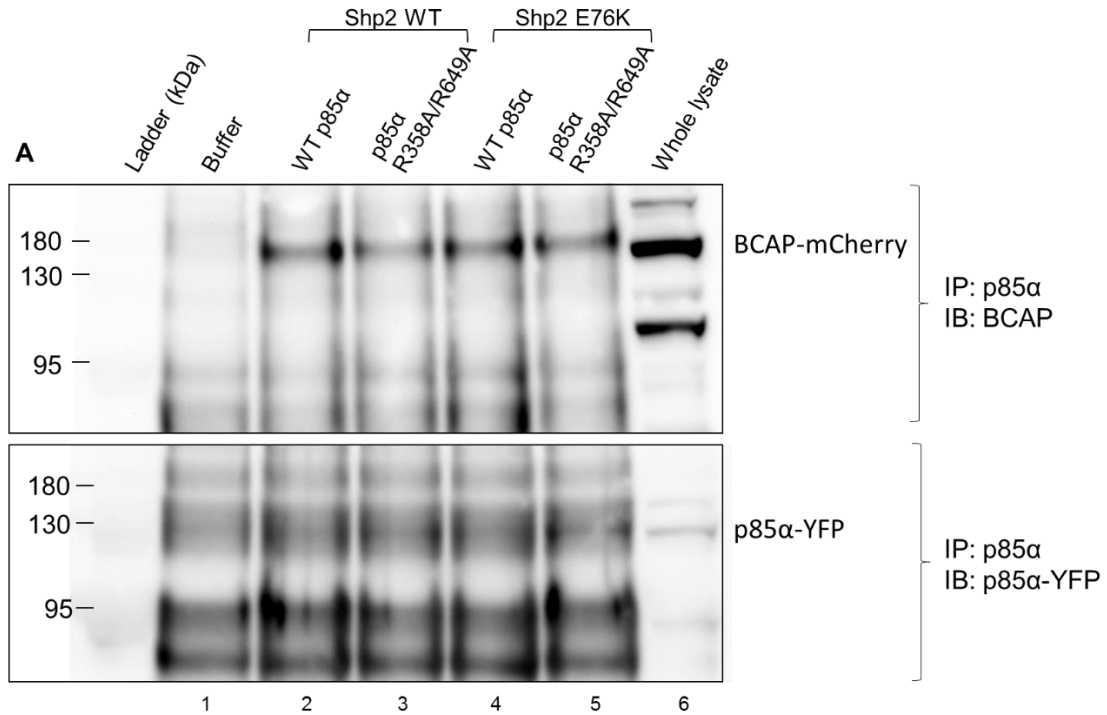 Shp2 WT
Shp2 E76K
A
Ladder (kDa)
Buffer
WT p85α
p85α
R358A/R649A
WT p85α
p85α
R358A/R649A
Whole lysate
180
130
95
BCAP-mCherry
IP: p85α
IB: BCAP
180
130
95
p85α-YFP
IP: p85α
IB: p85α-YFP
1
2
3
4
5
6